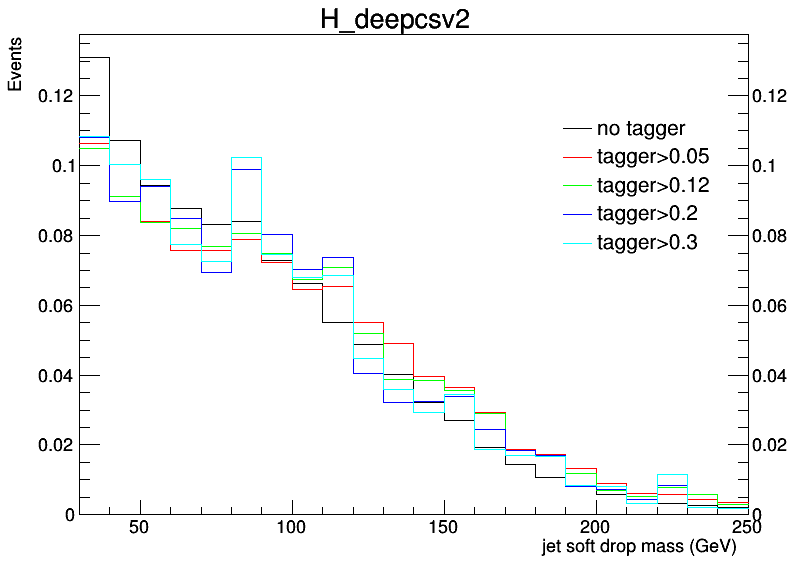 H_deepcsv2
Events
no tagger
tagger>0.05
tagger>0.12
tagger>0.2
tagger>0.3
0.12 0.12
0.1 0.1
0.08 0.08
0.06 0.06
0.04 0.04
0.02 0.02
0 0
50 100 150 200 250
jet soft drop mass (GeV)